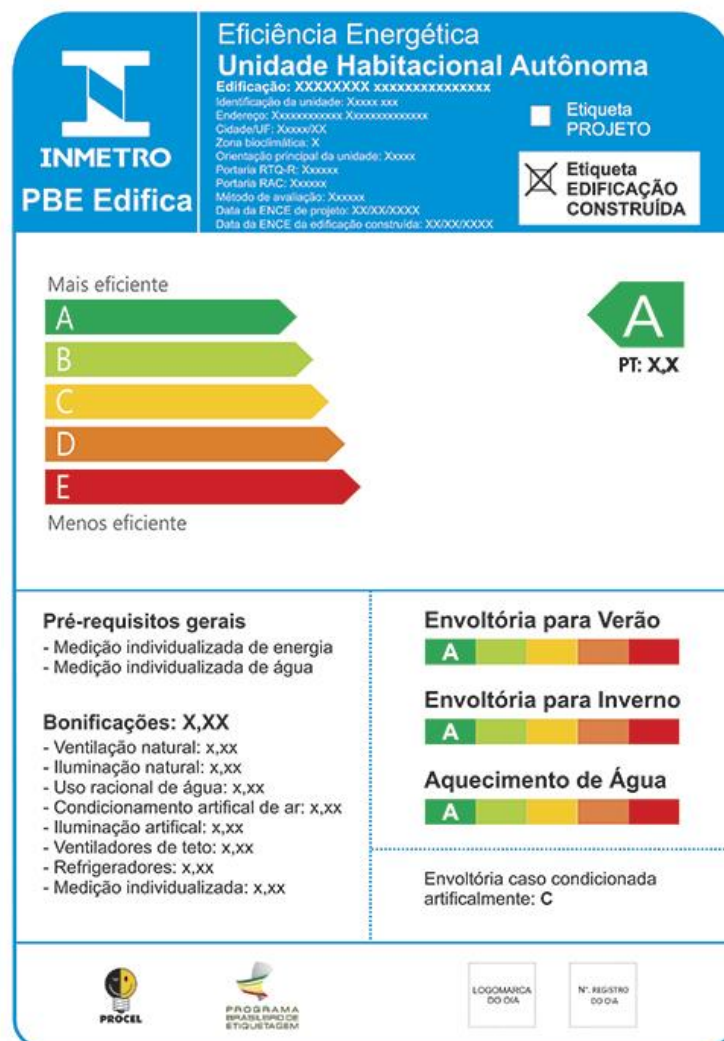 INMETRO
PBE Edifica
Eficiência Energética
Unidade Habitacional Autônoma
Edificação: XXXXXXXX xxxxxxxxxxxxxxx
Identificação da unidade: Xxxxx xxx
Endereço: Xxxxxxxxxxxx Xxxxxxxxxxxxxx
Cidade/UF: Xxxxx/XX
Zona bioclimática: X
Orientação principal da unidade: Xxxxx
Portaria RTQ-R: Xxxxxx
Portaria RAC: Xxxxxx
Método de avaliação: Xxxxxx
Data da ENCE de projeto: XX/XX/XXXX
Data da ENCE da edificação construída: XX/XX/XXXX
Etiqueta
PROJETO
Etiqueta
EDIFICAÇÃO
CONSTRUÍDA
Mais eficiente
A
B
C
D
E
Menos eficiente
A
PT: X,X
Pré-requisitos gerais
- Medição individualizada de energia
- Medição individualizada de água
Bonificações: X,XX
- Ventilação natural: x,xx
- Iluminação natural: x,xx
- Uso racional de água: x,xx
- Condicionamento artifical de ar: x,xx
- Iluminação artifical: x,xx
- Ventiladores de teto: x,xx
- Refrigeradores: x,xx
- Medição individualizada: x,xx
Envoltória para Verão
A
Envoltória para Inverno
A
Aquecimento de Água
A
Envoltória caso condicionada
artificalmente: C
PROCEL
PROGRAMA
BRASILEIRO DE
ETIQUETAGEM
LOGOMARCA
DO OIA
N°. REGISTRO
DO OIA